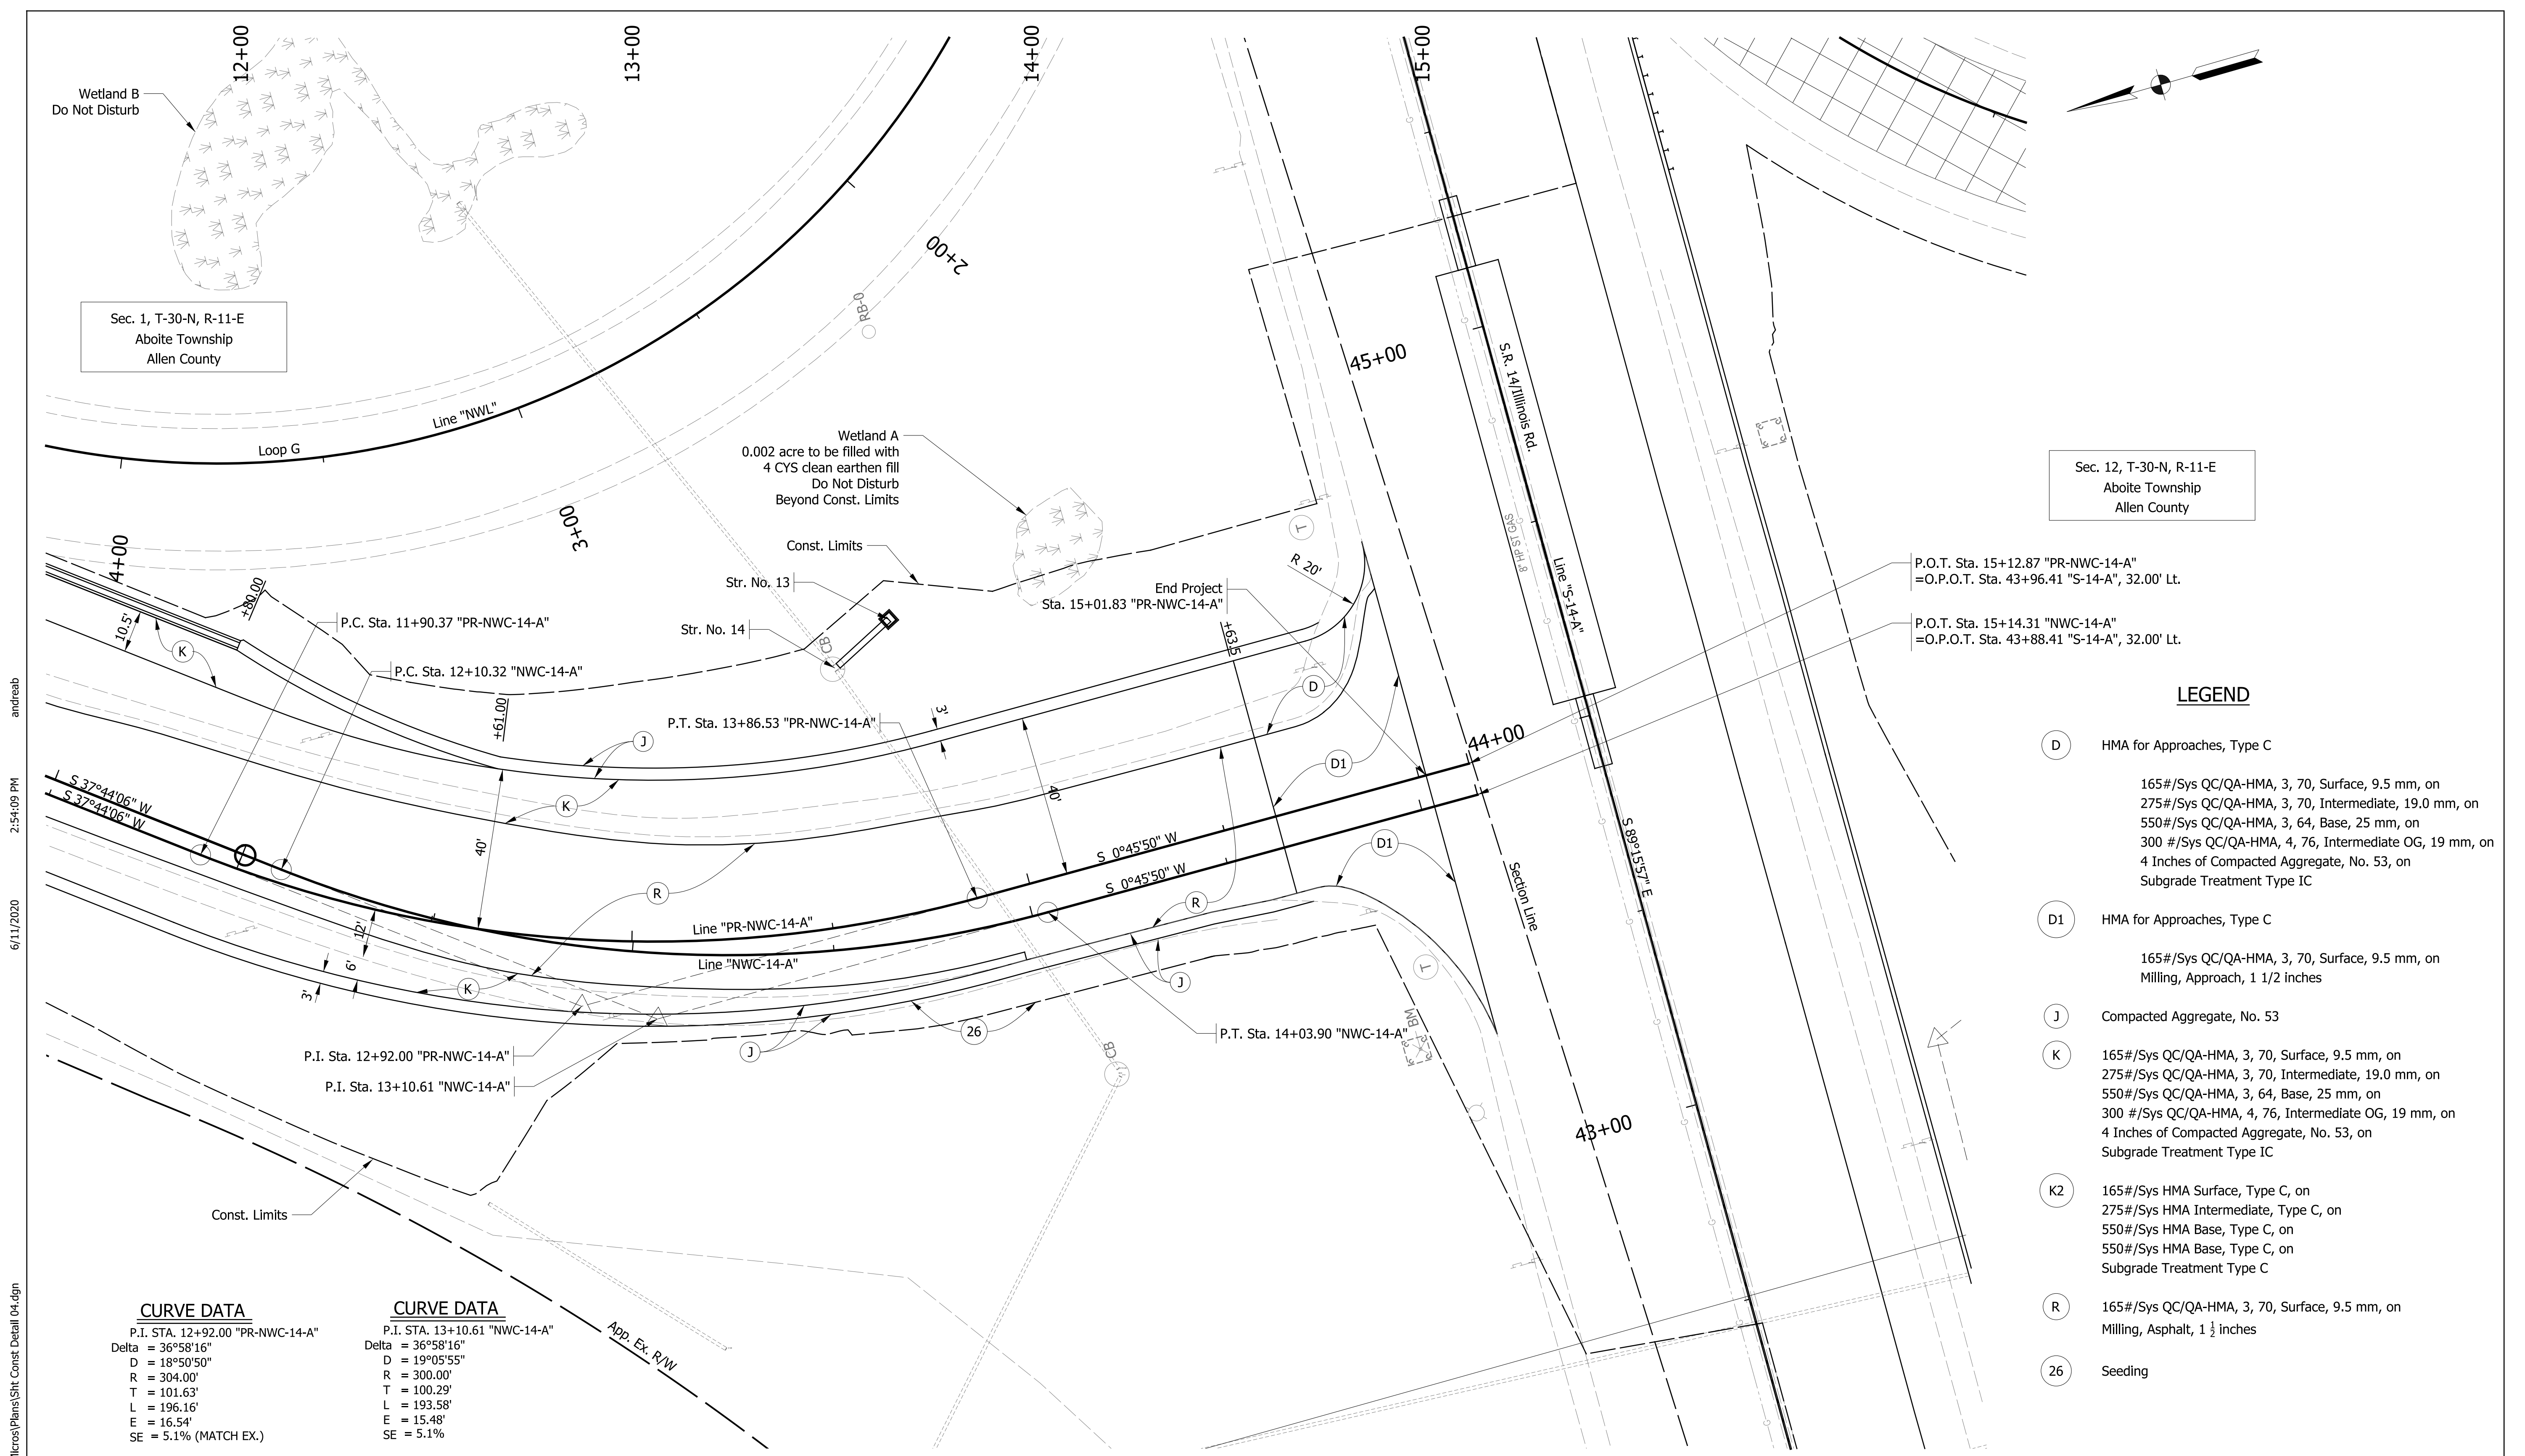 12+00
13+00
14+00
15+00
Wetland B
Do Not Disturb
Sec. 1, T-30-N, R-11-E
Aboite Township
Allen County
2+00
RB-0
Line "NWL"
Loop G
3+00
4+00
45+00
S.R. 14/Illinois Rd.
Wetland A
0.002 acre to be filled with
4 CYS clean earthen fill
Do Not Disturb
Beyond Const. Limits
Const. Limits
Str. No. 13
Str. No. 14
CB
T
R 20'
8" HP ST GAS
Line "S-14-A"
End Project
Sta. 15+01.83 "PR-NWC-14-A"
+63.5
Sec. 12, T-30-N, R-11-E
Aboite Township
Allen County
P.O.T. Sta. 15+12.87 "PR-NWC-14-A"
=O.P.O.T. Sta. 43+96.41 "S-14-A", 32.00' Lt.
P.O.T. Sta. 15+14.31 "NWC-14-A"
=O.P.O.T. Sta. 43+88.41 "S-14-A", 32.00' Lt.
+80.00
10.5'
K
P.C. Sta. 11+90.37 "PR-NWC-14-A"
P.C. Sta. 12+10.32 "NWC-14-A"
+61.00
P.T. Sta. 13+86.53 "PR-NWC-14-A"
3'
J
D
D1
44+00
K
40'
40'
S 37°44'06" W
S 37°44'06" W
R
S 0°45'50" W
S 0°45'50" W
D1
R
Section Line
S 89°15'57" E
12'
6'
3'
K
Line "PR-NWC-14-A"
Line "NWC-14-A"
J
26
J
T
BM
CB
P.T. Sta. 14+03.90 "NWC-14-A"
P.I. Sta. 12+92.00 "PR-NWC-14-A"
P.I. Sta. 13+10.61 "NWC-14-A"
43+00
Const. Limits
App. Ex. R/W
CURVE DATA
P.I. STA. 12+92.00 "PR-NWC-14-A"
Delta = 36°58'16"
D = 18°50'50"
R = 304.00'
T = 101.63'
L = 196.16'
E = 16.54'
SE = 5.1% (MATCH EX.)
CURVE DATA
P.I. STA. 13+10.61 "NWC-14-A"
Delta = 36°58'16"
D = 19°05'55"
R = 300.00'
T = 100.29'
L = 193.58'
E = 15.48'
SE = 5.1%
LEGEND
D HMA for Approaches, Type C
165#/Sys QC/QA-HMA, 3, 70, Surface, 9.5 mm, on
275#/Sys QC/QA-HMA, 3, 70, Intermediate, 19.0 mm, on
550#/Sys QC/QA-HMA, 3, 64, Base, 25 mm, on
300 #/Sys QC/QA-HMA, 4, 76, Intermediate OG, 19 mm, on
4 Inches of Compacted Aggregate, No. 53, on
Subgrade Treatment Type IC
D1 HMA for Approaches, Type C
165#/Sys QC/QA-HMA, 3, 70, Surface, 9.5 mm, on
Milling, Approach, 1 1/2 inches
J Compacted Aggregate, No. 53
K 165#/Sys QC/QA-HMA, 3, 70, Surface, 9.5 mm, on
275#/Sys QC/QA-HMA, 3, 70, Intermediate, 19.0 mm, on
550#/Sys QC/QA-HMA, 3, 64, Base, 25 mm, on
300 #/Sys QC/QA-HMA, 4, 76, Intermediate OG, 19 mm, on
4 Inches of Compacted Aggregate, No. 53, on
Subgrade Treatment Type IC
K2 165#/Sys HMA Surface, Type C, on
275#/Sys HMA Intermediate, Type C, on
550#/Sys HMA Base, Type C, on
550#/Sys HMA Base, Type C, on
Subgrade Treatment Type C
R 165#/Sys QC/QA-HMA, 3, 70, Surface, 9.5 mm, on
Milling, Asphalt, 1 ½ inches
26 Seeding
andreab
2:54:09 PM
6/11/2020
\Plans\Sht Const Detail 04.dgn